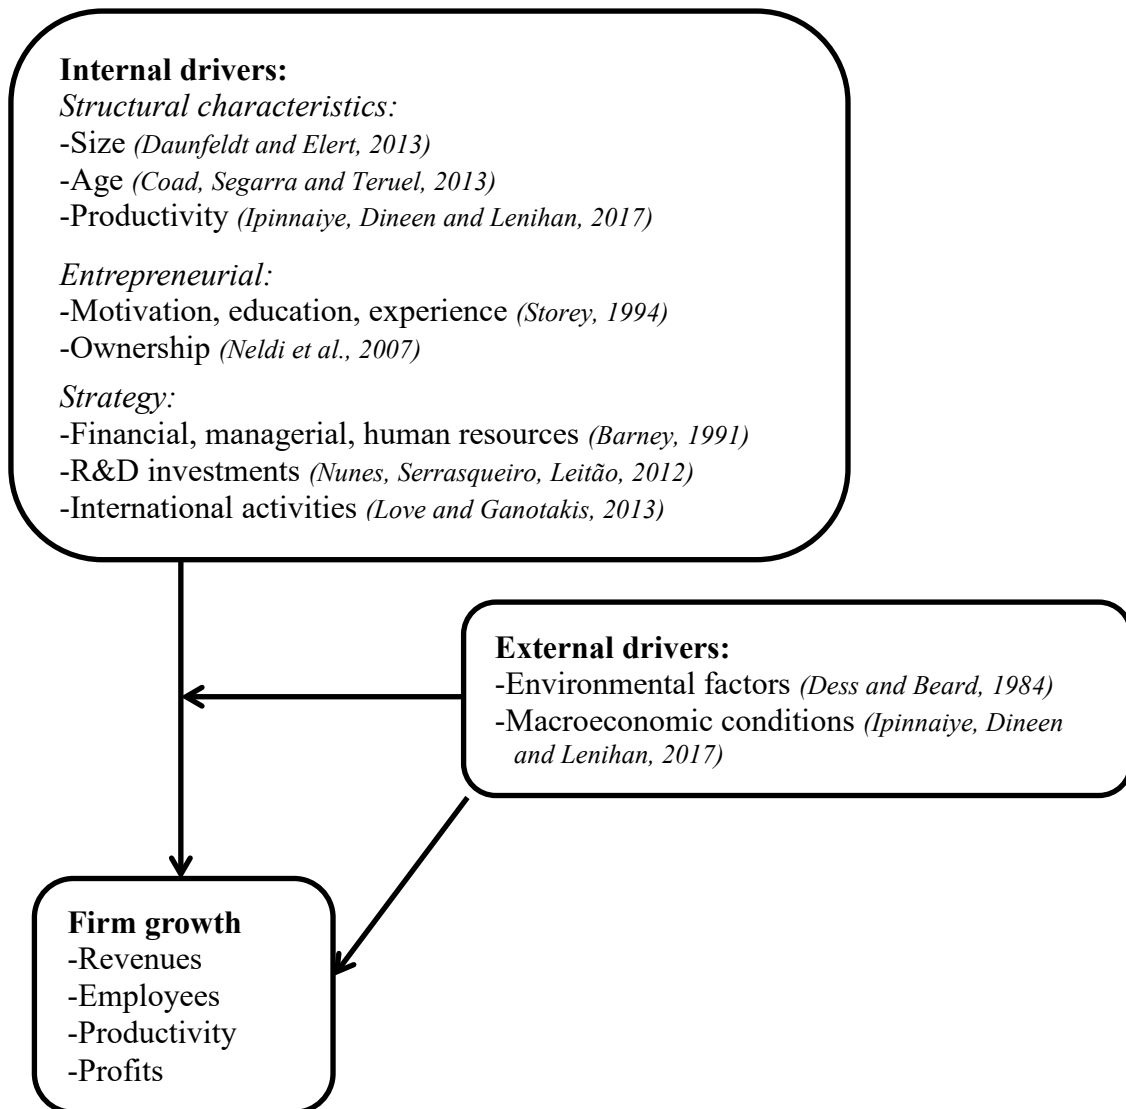 Internal drivers:
Structural characteristics:
-Size (Daunfeldt and Elert, 2013)
-Age (Coad, Segarra and Teruel, 2013)
-Productivity (Ipinnaiye, Dineen and Lenihan, 2017)
Entrepreneurial:
-Motivation, education, experience (Storey, 1994)
-Ownership (Neldi et al., 2007)
Strategy:
-Financial, managerial, human resources (Barney, 1991)
-R&D investments (Nunes, Serrasqueiro, Leitão, 2012)
-International activities (Love and Ganotakis, 2013)
External drivers:
-Environmental factors (Dess and Beard, 1984)
-Macroeconomic conditions (Ipinnaiye, Dineen
and Lenihan, 2017)
Firm growth
-Revenues
-Employees
-Productivity
-Profits